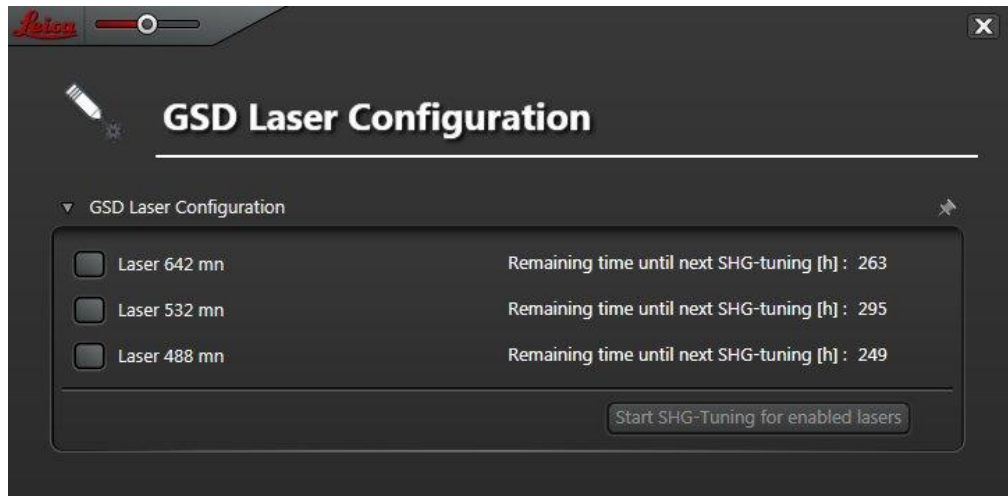 Leica
GSD Laser Configuration
GSD Laser Configuration
Laser 642 mn Remaining time until next SHG-tuning [h] : 263
Laser 532 mn Remaining time until next SHG-tuning [h] : 295
Laser 488 mn Remaining time until next SHG-tuning [h] : 249
Start SHG-Tuning for enabled lasers